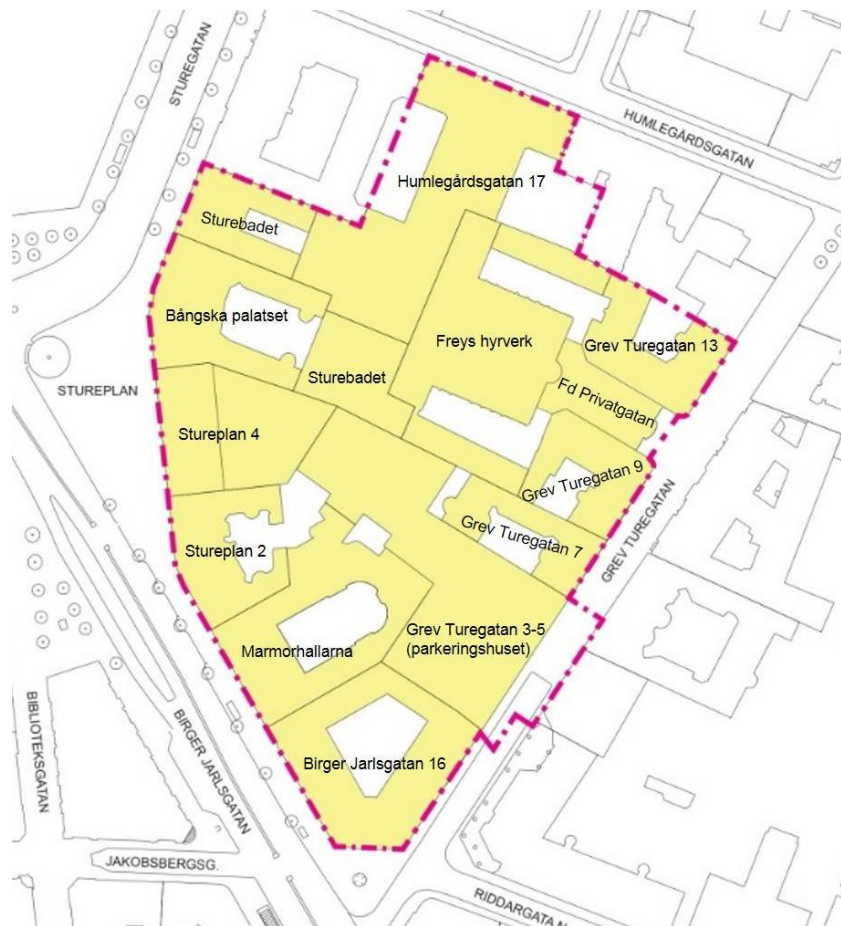 STUREGATAN
HUMLEGÅRDSGATAN
Humlegårdsgatan 17
Sturebadet
Bångska palatset
Freys hyrverk
Grev Turegatan 13
Sturebadet
Fd Privatgatan
STUREPLAN
Stureplan 4
Grev Turegatan 9
Grev Turegatan 7
Stureplan 2
GREV TUREGATAN
Grev Turegatan 3-5
(parkeringshuset)
Marmorhallarna
Birger Jarlsgatan 16
BIBLIOTEKSGATAN
BIRGER JARLSGATAN
JAKOBSBERGSG.
RIDDARGATAN